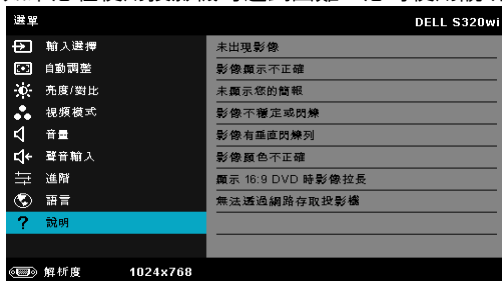 選單 DELL S320wi
輸入選擇
自動調整
亮度/對比
視頻模式
音量
聲音輸入
進階
語言
? 說明
未出現影像
影像顯示不正確
未顯示您的簡報
影像不穩定或閃爍
影像有垂直閃爍列
影像顏色不正確
顯示 16:9 DVD 時影像拉長
無法透過網路存取投影機
解析度 1024x768